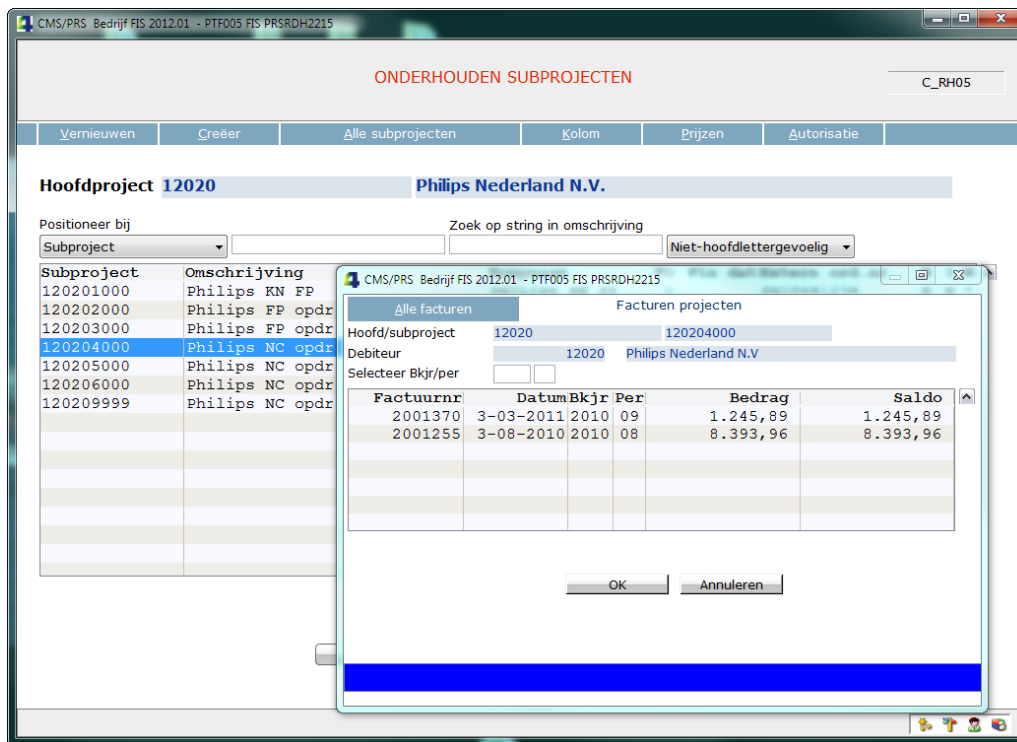 CMS/PRS Bedrijf FIS 2012.01 - PTF005 FIS PRSRDH2215
ONDERHOUDEN SUBPROJECTEN
C_RH05
Vernieuwen Creëer Alle subprojecten Kolom Prijzen Autorisatie
Hoofdproject 12020 Philips Nederland N.V.
Positioneer bij Zoek op string in omschrijving
Subproject Niet-hoofdlettergevoelig
Subproject Omschrijving
120201000 Philips KN FP
120202000 Philips FP opdr
120203000 Philips FP opdr
120204000 Philips NC opdr
120205000 Philips NC opdr
120206000 Philips NC opdr
120209999 Philips NC opdr
CMS/PRS Bedrijf FIS 2012.01 - PTF005 FIS PRSRDH2215
Alle facturen Facturen projecten
Hoofd/subproject 12020 120204000
Debiteur 12020 Philips Nederland N.V
Selecteer Bkjr/per
Factuurnr Datum Bkjr Per Bedrag Saldo
2001370 3-03-2011 2010 09 1.245,89 1.245,89
2001255 3-08-2010 2010 08 8.393,96 8.393,96
OK Annuleren